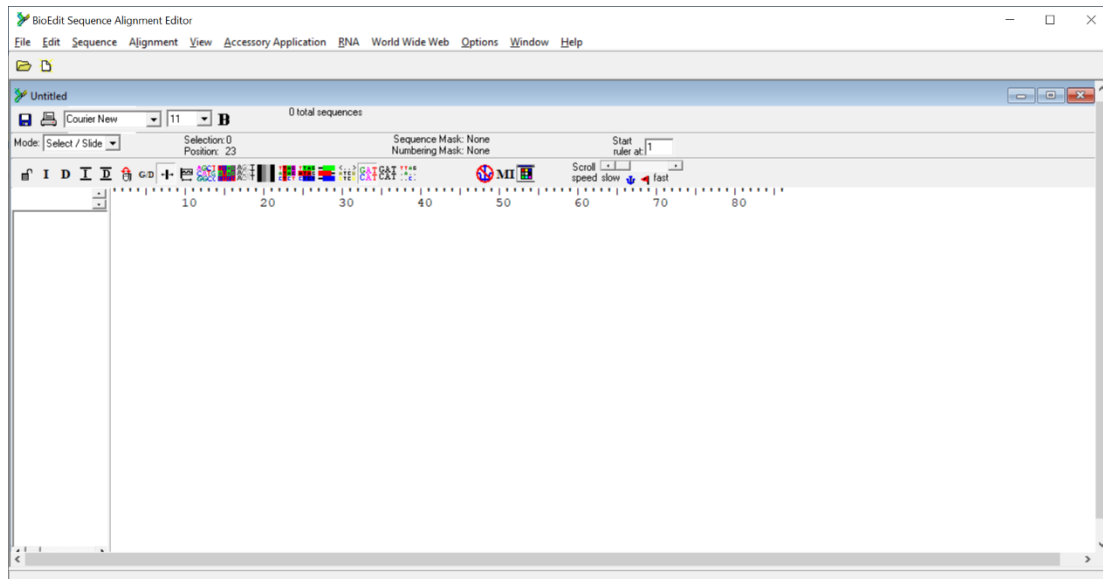 BioEdit Sequence Alignment Editor
File Edit Sequence Alignment View Accessory Application RNA World Wide Web Options Window Help
Untitled
Courier New 11 B 0 total sequences
Mode: Select / Slide Selection: 0 Sequence Mask: None Start
Position: 23 Numbering Mask: None ruler at: 1
I D I D G/D MI Scroll
speed slow fast
10 20 30 40 50 60 70 80